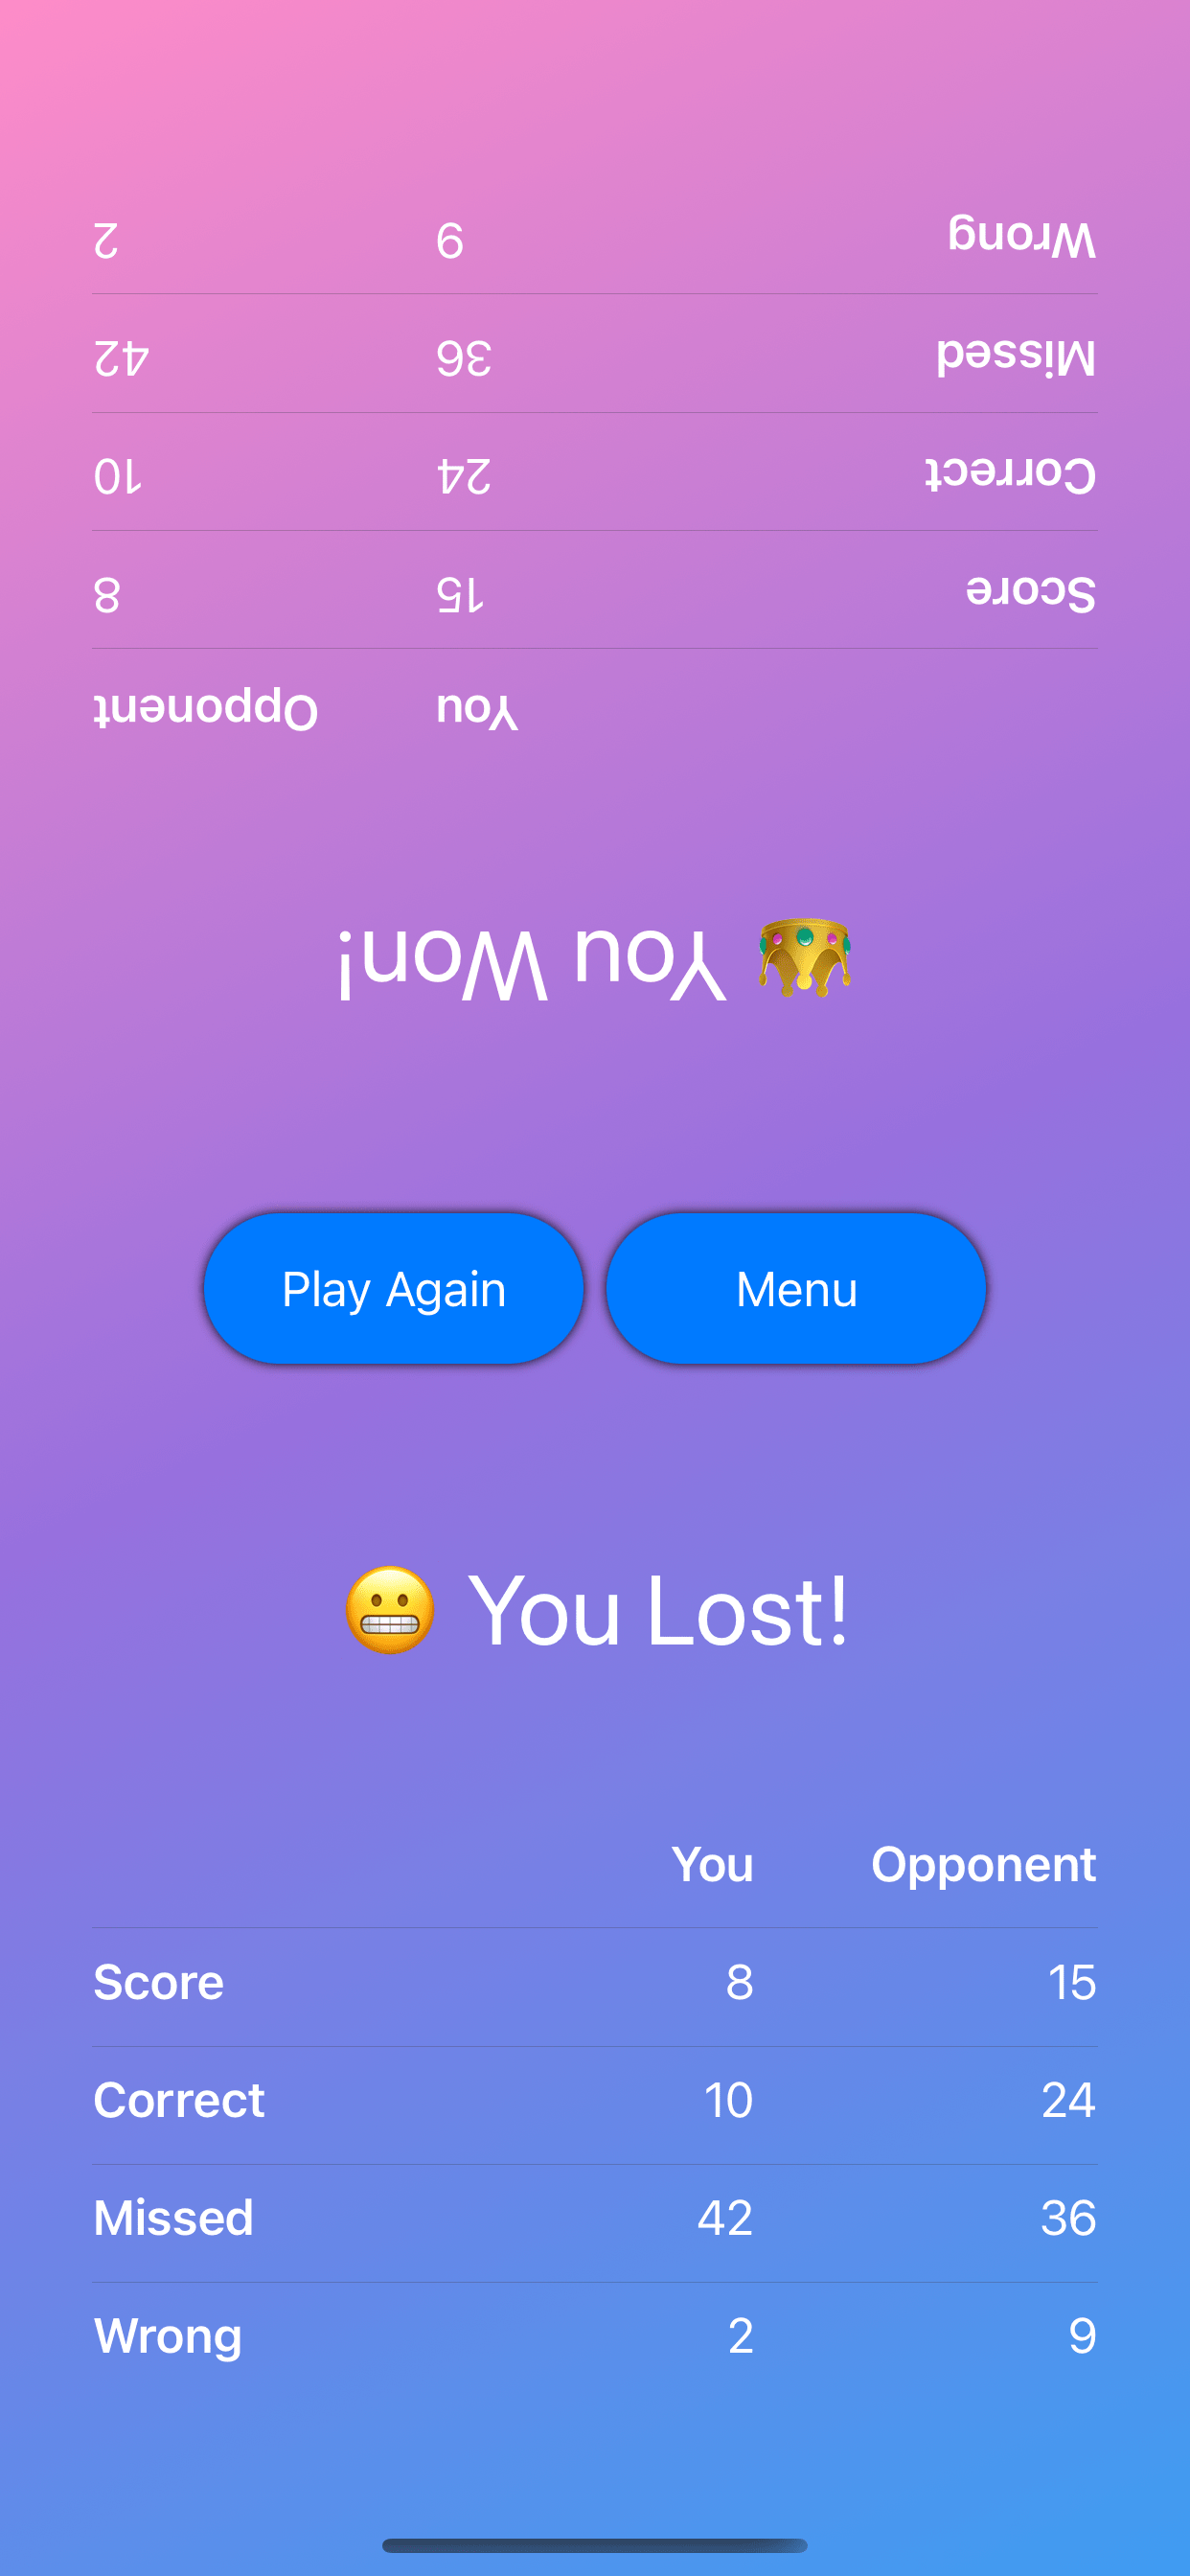 Wrong 9 2
Missed 36 42
Correct 24 10
Score 15 8
You Opponent
You Won!
Play Again Menu
You Lost!
You Opponent
Score 8 15
Correct 10 24
Missed 42 36
Wrong 2 9